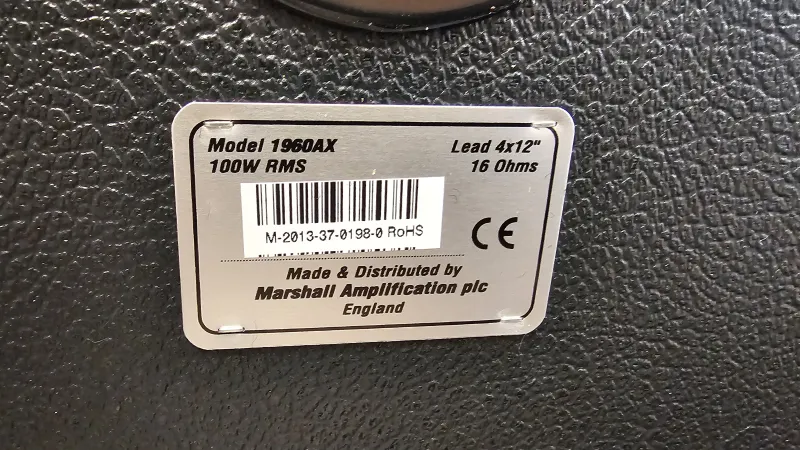 Model 1960AX Lead 4x12"
100W RMS 16 Ohms
M-2013-37-0198-0 RoHS
CE
Made & Distributed by
Marshall Amplification plc
England